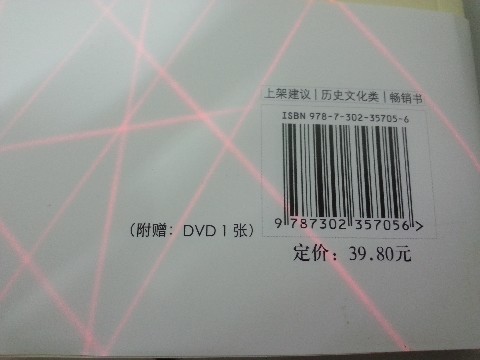 上架建议|历史文化类|畅销书
ISBN 978-7-302-35705-6
9 787302 357056 >
（附赠：DVD 1 张）
定价：39.80元